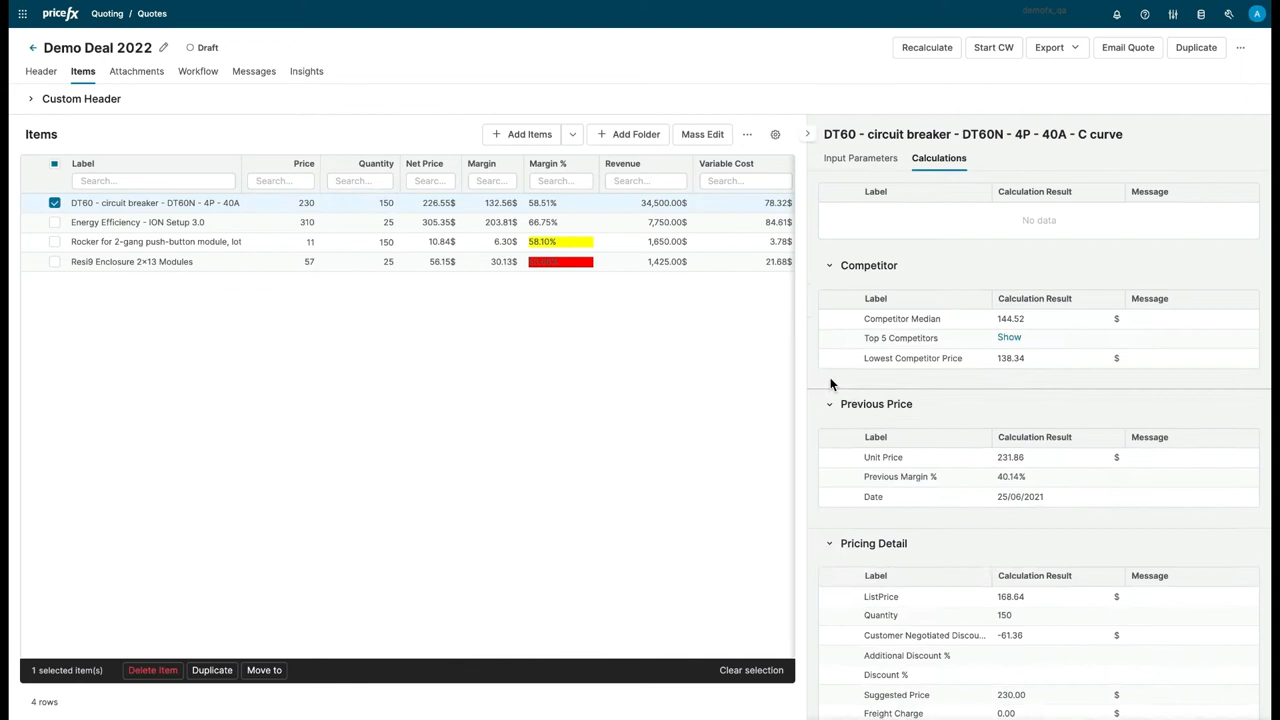 pricefx Quoting / Quotes demofx_qa A
Demo Deal 2022 Draft Recalculate Start CW Export Email Quote Duplicate
Header Items Attachments Workflow Messages Insights
Custom Header
Items Add Items Add Folder Mass Edit
Label Price Quantity Net Price Margin Margin % Revenue Variable Cost
Search... Search... Search... Searc... Searc... Search... Search... Search...
DT60 - circuit breaker - DT60N - 4P - 40A 230 150 226.55$ 132.56$ 58.51% 34,500.00$ 78.32$
Energy Efficiency - ION Setup 3.0 310 25 305.35$ 203.81$ 66.75% 7,750.00$ 84.61$
Rocker for 2-gang push-button module, lot 11 150 10.84$ 6.30$ 58.10% 1,650.00$ 3.78$
Resi9 Enclosure 2x13 Modules 57 25 56.15$ 30.13$ 1,425.00$ 21.68$
1 selected item(s) Delete Item Duplicate Move to Clear selection
4 rows
DT60 - circuit breaker - DT60N - 4P - 40A - C curve
Input Parameters Calculations
Label Calculation Result Message
No data
Competitor
Label Calculation Result Message
Competitor Median 144.52 $
Top 5 Competitors Show
Lowest Competitor Price 138.34 $
Previous Price
Label Calculation Result Message
Unit Price 231.86 $
Previous Margin % 40.14%
Date 25/06/2021
Pricing Detail
Label Calculation Result Message
ListPrice 168.64 $
Quantity 150
Customer Negotiated Discou... -61.36 $
Additional Discount %
Discount %
Suggested Price 230.00 $
Freight Charge 0.00 $